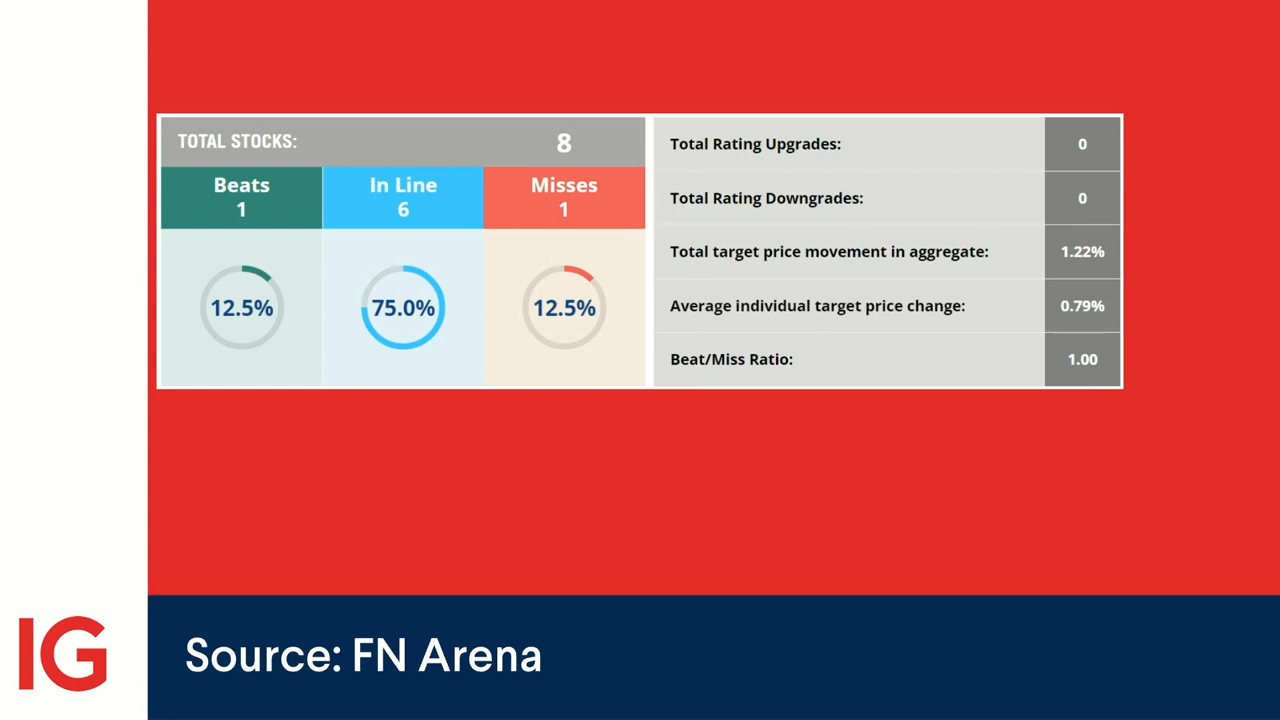 TOTAL STOCKS: 8
Beats In Line Misses
1 6 1
12.5% 75.0% 12.5%
Total Rating Upgrades: 0
Total Rating Downgrades: 0
Total target price movement in aggregate: 1.22%
Average individual target price change: 0.79%
Beat/Miss Ratio: 1.00
IG
Source: FN Arena